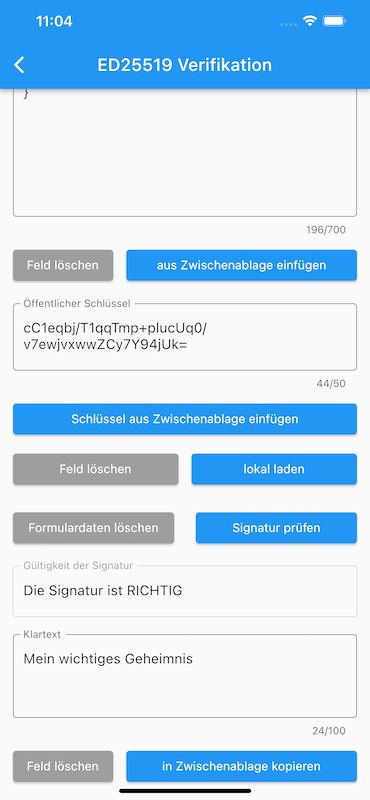 11:04
ED25519 Verifikation
}
196/700
Feld löschen
aus Zwischenablage einfügen
Öffentlicher Schlüssel
cC1eqbj/T1qqTmp+plucUq0/
v7ewjvxwwZCy7Y94jUk=
44/50
Schlüssel aus Zwischenablage einfügen
Feld löschen
lokal laden
Formulardaten löschen
Signatur prüfen
Gültigkeit der Signatur
Die Signatur ist RICHTIG
Klartext
Mein wichtiges Geheimnis
24/100
Feld löschen
in Zwischenablage kopieren